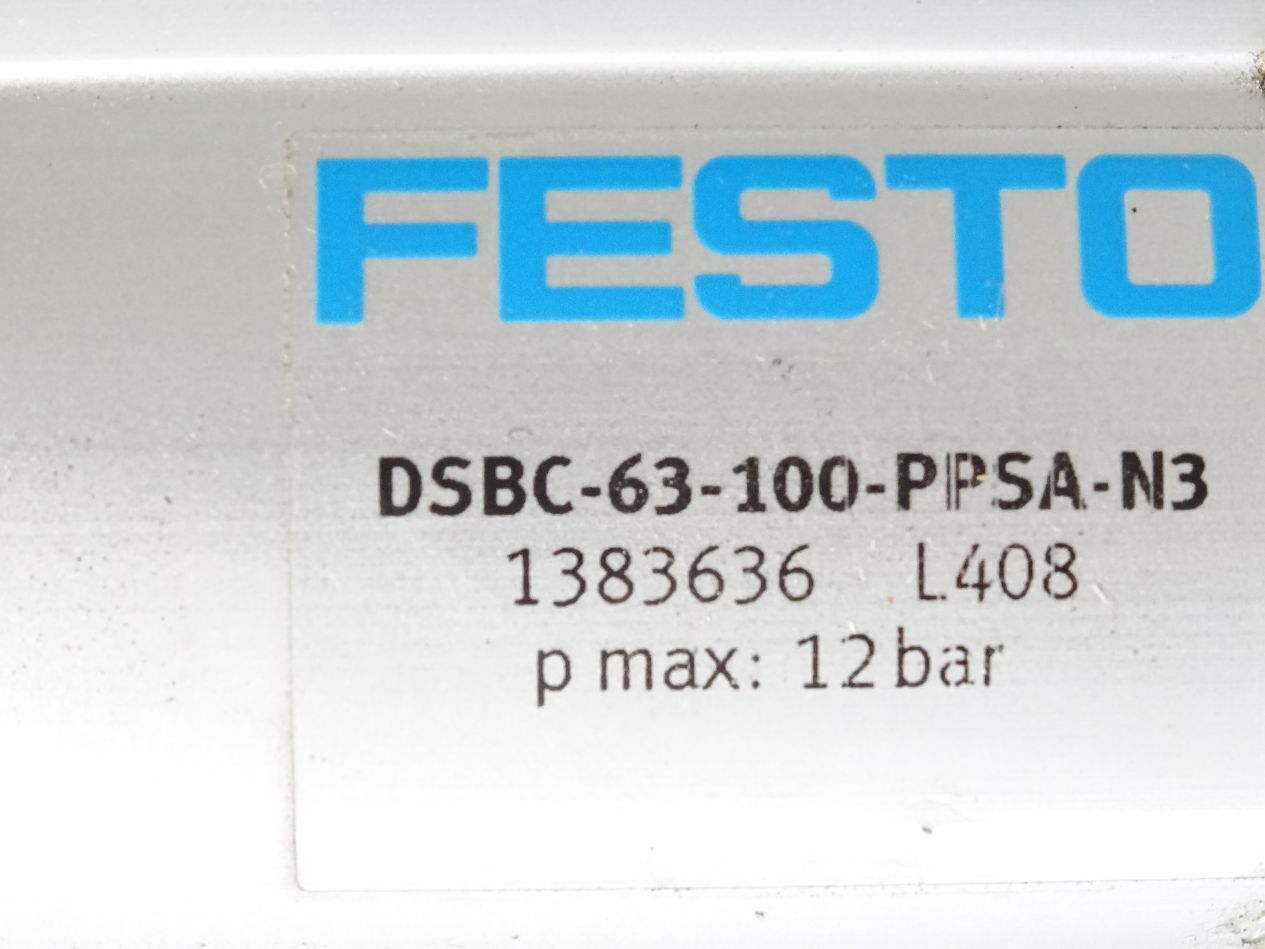 FESTO
DSBC-63-100-PPSA-N3
1383636 L408
p max: 12 bar